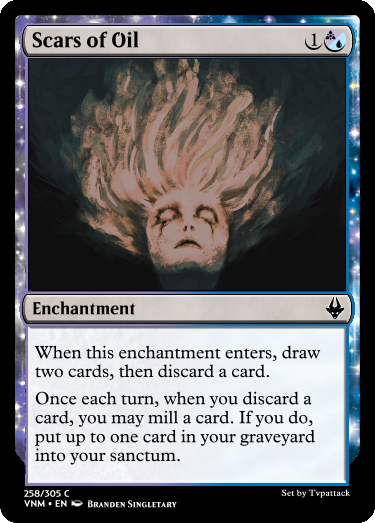 Scars of Oil 1
Enchantment
When this enchantment enters, draw
two cards, then discard a card.
Once each turn, when you discard a
card, you may mill a card. If you do,
put up to one card in your graveyard
into your sanctum.
258/305 C
VNM • EN Branden Singletary
Set by Tvpattack